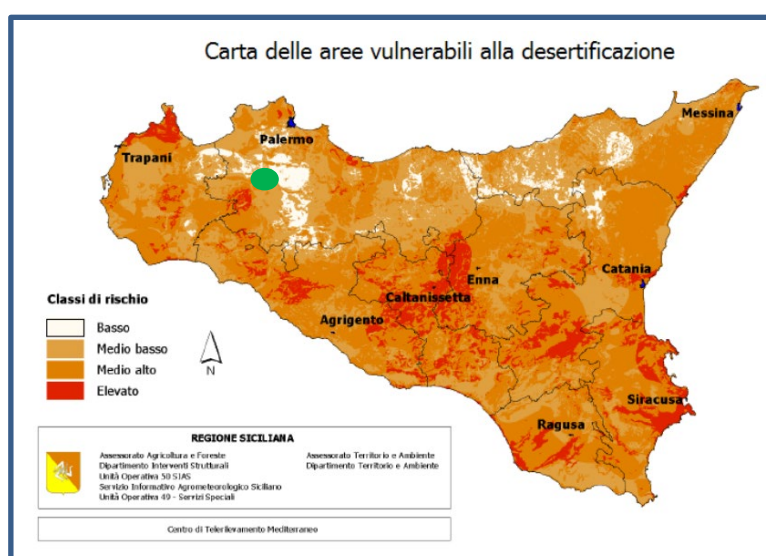 Carta delle aree vulnerabili alla desertificazione
Messina
Palermo
Trapani
Catania
Enna
Caltanissetta
Agrigento
Siracusa
Ragusa
Classi di rischio
Basso
Medio basso
Medio alto
Elevato
N
REGIONE SICILIANA
Assessorato Agricoltura e Foreste
Dipartimento Interventi Strutturali
Unità Operativa 50 SIAS
Servizio Informativo Agrometeorologico Siciliano
Unità Operativa 49 - Servizi Speciali
Assessorato Territorio e Ambiente
Dipartimento Territorio e Ambiente
Centro di Telerilevamento Mediterraneo